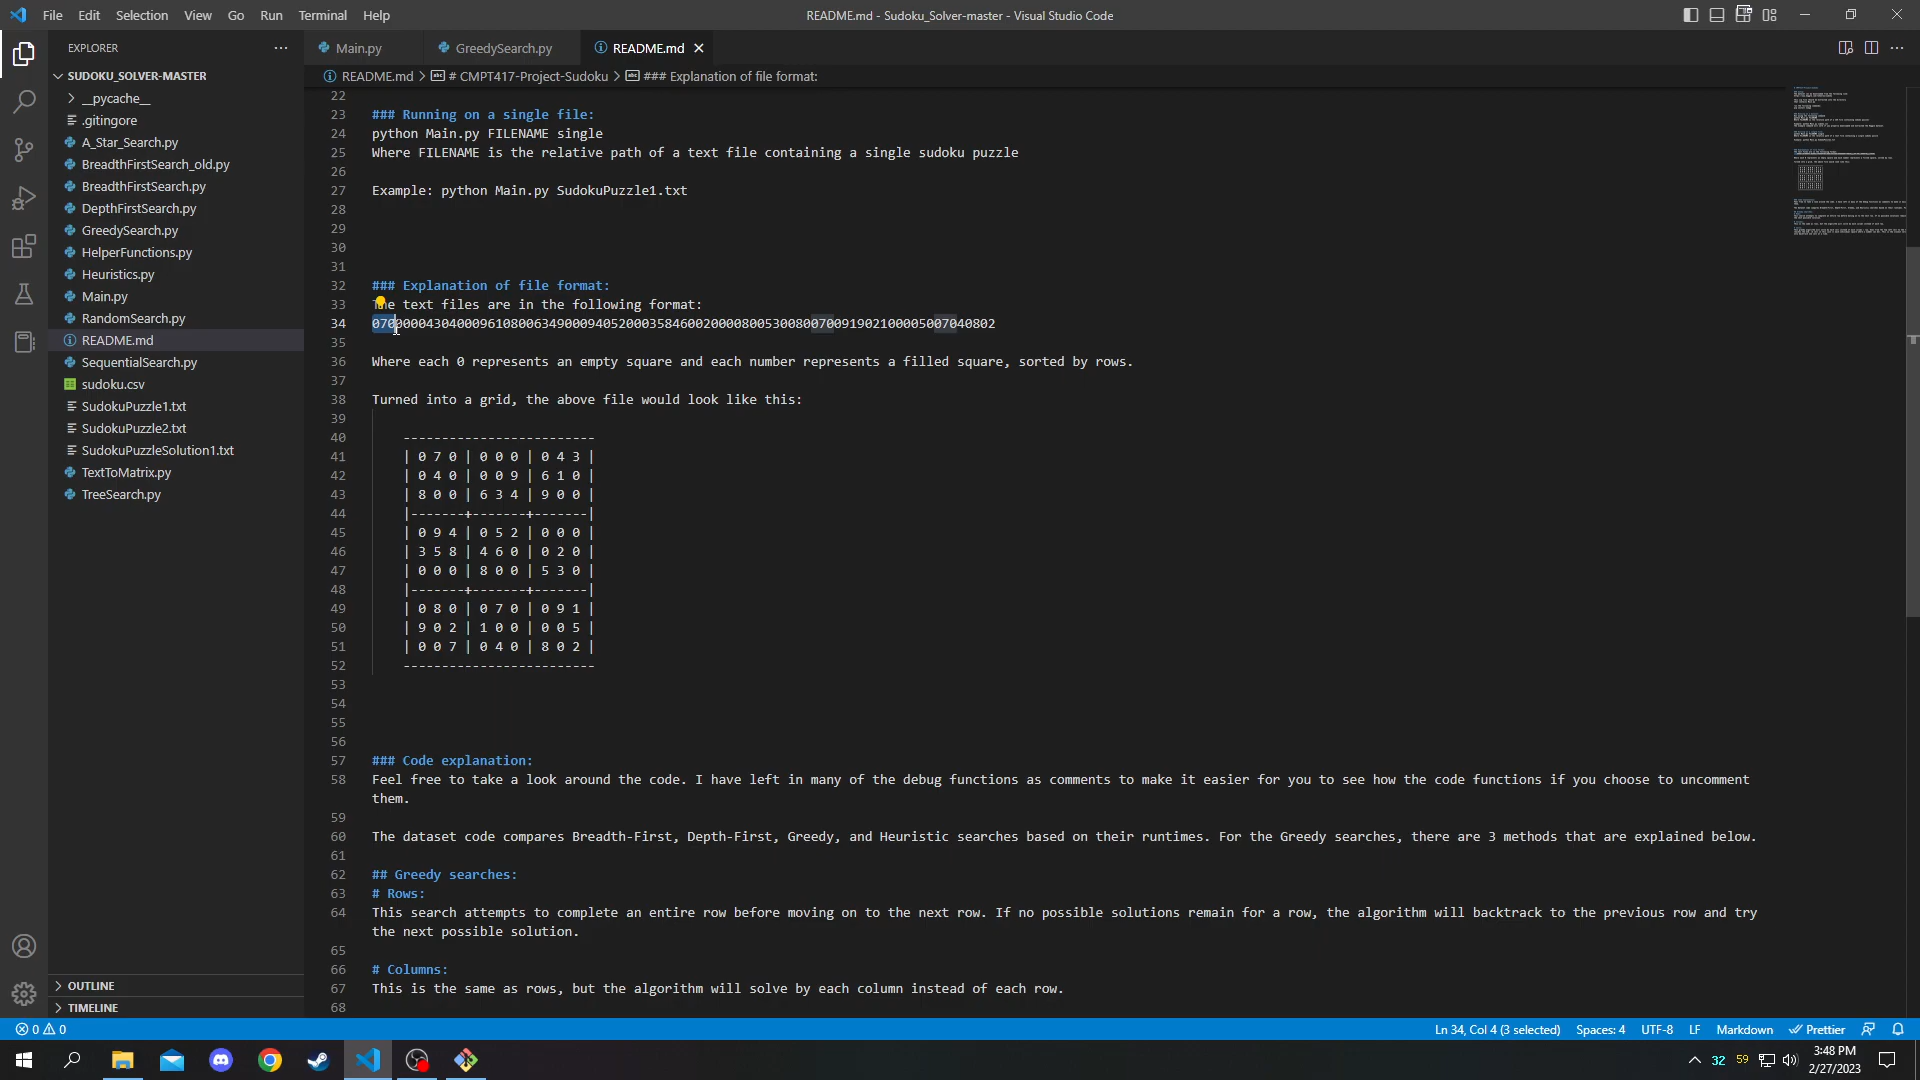 File Edit Selection View Go Run Terminal Help
README.md - Sudoku_Solver-master - Visual Studio Code
EXPLORER
SUDOKU_SOLVER-MASTER
__pycache__
.gitingore
A_Star_Search.py
BreadthFirstSearch_old.py
BreadthFirstSearch.py
DepthFirstSearch.py
GreedySearch.py
HelperFunctions.py
Heuristics.py
Main.py
RandomSearch.py
README.md
SequentialSearch.py
sudoku.csv
SudokuPuzzle1.txt
SudokuPuzzle2.txt
SudokuPuzzleSolution1.txt
TextToMatrix.py
TreeSearch.py
OUTLINE
TIMELINE
Main.py GreedySearch.py README.md
README.md > # CMPT417-Project-Sudoku > ### Explanation of file format:
22
23 ### Running on a single file:
24 python Main.py FILENAME single
25 Where FILENAME is the relative path of a text file containing a single sudoku puzzle
26
27 Example: python Main.py SudokuPuzzle1.txt
28
29
30
31
32 ### Explanation of file format:
33 The text files are in the following format:
34 070000043040009610800634900094052000358460020000800530080070091902100005007040802
35
36 Where each 0 represents an empty square and each number represents a filled square, sorted by rows.
37
38 Turned into a grid, the above file would look like this:
39
40 -------------------------
41 | 0 7 0 | 0 0 0 | 0 4 3 |
42 | 0 4 0 | 0 0 9 | 6 1 0 |
43 | 8 0 0 | 6 3 4 | 9 0 0 |
44 |-------+-------+-------|
45 | 0 9 4 | 0 5 2 | 0 0 0 |
46 | 3 5 8 | 4 6 0 | 0 2 0 |
47 | 0 0 0 | 8 0 0 | 5 3 0 |
48 |-------+-------+-------|
49 | 0 8 0 | 0 7 0 | 0 9 1 |
50 | 9 0 2 | 1 0 0 | 0 0 5 |
51 | 0 0 7 | 0 4 0 | 8 0 2 |
52 -------------------------
53
54
55
56
57 ### Code explanation:
58 Feel free to take a look around the code. I have left in many of the debug functions as comments to make it easier for you to see how the code functions if you choose to uncomment
them.
59
60 The dataset code compares Breadth-First, Depth-First, Greedy, and Heuristic searches based on their runtimes. For the Greedy searches, there are 3 methods that are explained below.
61
62 ## Greedy searches:
63 # Rows:
64 This search attempts to complete an entire row before moving on to the next row. If no possible solutions remain for a row, the algorithm will backtrack to the previous row and try
the next possible solution.
65
66 # Columns:
67 This is the same as rows, but the algorithm will solve by each column instead of each row.
68
0 0
Ln 34, Col 4 (3 selected) Spaces: 4 UTF-8 LF Markdown Prettier
32 59
3:48 PM
2/27/2023